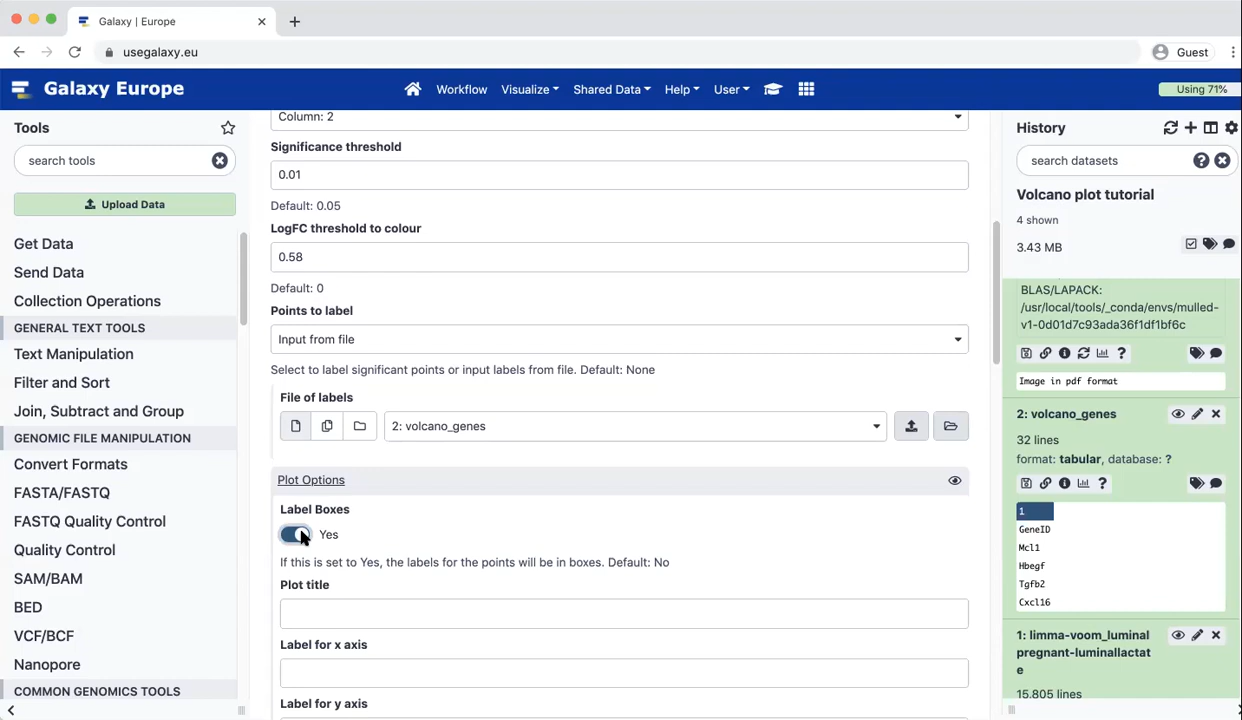 Galaxy | Europe
usegalaxy.eu
Guest
Galaxy Europe
Workflow
Visualize
Shared Data
Help
User
Using 71%
Tools
search tools
Upload Data
Get Data
Send Data
Collection Operations
GENERAL TEXT TOOLS
Text Manipulation
Filter and Sort
Join, Subtract and Group
GENOMIC FILE MANIPULATION
Convert Formats
FASTA/FASTQ
FASTQ Quality Control
Quality Control
SAM/BAM
BED
VCF/BCF
Nanopore
COMMON GENOMICS TOOLS
Column: 2
Significance threshold
0.01
Default: 0.05
LogFC threshold to colour
0.58
Default: 0
Points to label
Input from file
Select to label significant points or input labels from file. Default: None
File of labels
2: volcano_genes
Plot Options
Label Boxes
Yes
If this is set to Yes, the labels for the points will be in boxes. Default: No
Plot title
Label for x axis
Label for y axis
History
search datasets
Volcano plot tutorial
4 shown
3.43 MB
BLAS/LAPACK:
/usr/local/tools/_conda/envs/mulled-
v1-0d01d7c93ada36f1df1bf6c
Image in pdf format
2: volcano_genes
32 lines
format: tabular, database: ?
1
GeneID
Mcl1
Hbegf
Tgfb2
Cxcl16
1: limma-voom_luminal
pregnant-luminallactat
e
15,805 lines